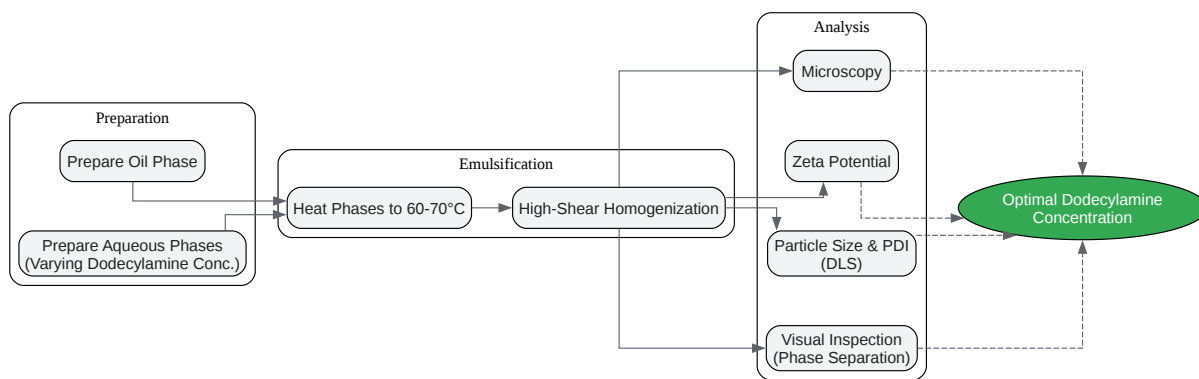 Preparation
Prepare Oil Phase
Prepare Aqueous Phases
(Varying Dodecylamine Conc.)
Emulsification
Heat Phases to 60-70°C
High-Shear Homogenization
Analysis
Microscopy
Zeta Potential
Particle Size & PDI
(DLS)
Visual Inspection
(Phase Separation)
Optimal Dodecylamine
Concentration